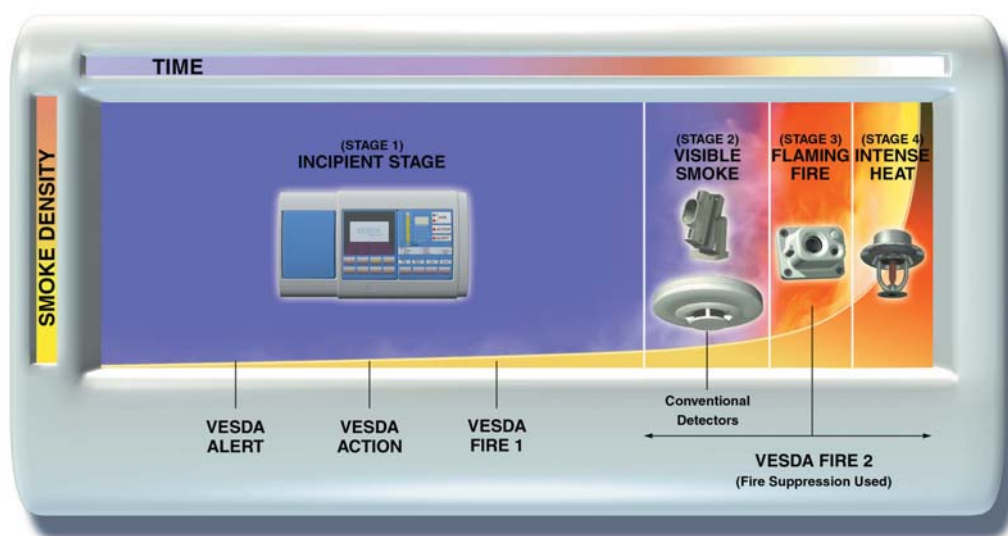 TIME
SMOKE DENSITY
(STAGE 1)
INCIPIENT STAGE
(STAGE 2)
VISIBLE
SMOKE
(STAGE 3)
FLAMING
FIRE
(STAGE 4)
INTENSE
HEAT
VESDA
VESDA
ALERT
VESDA
ACTION
VESDA
FIRE 1
Conventional
Detectors
VESDA FIRE 2
(Fire Suppression Used)